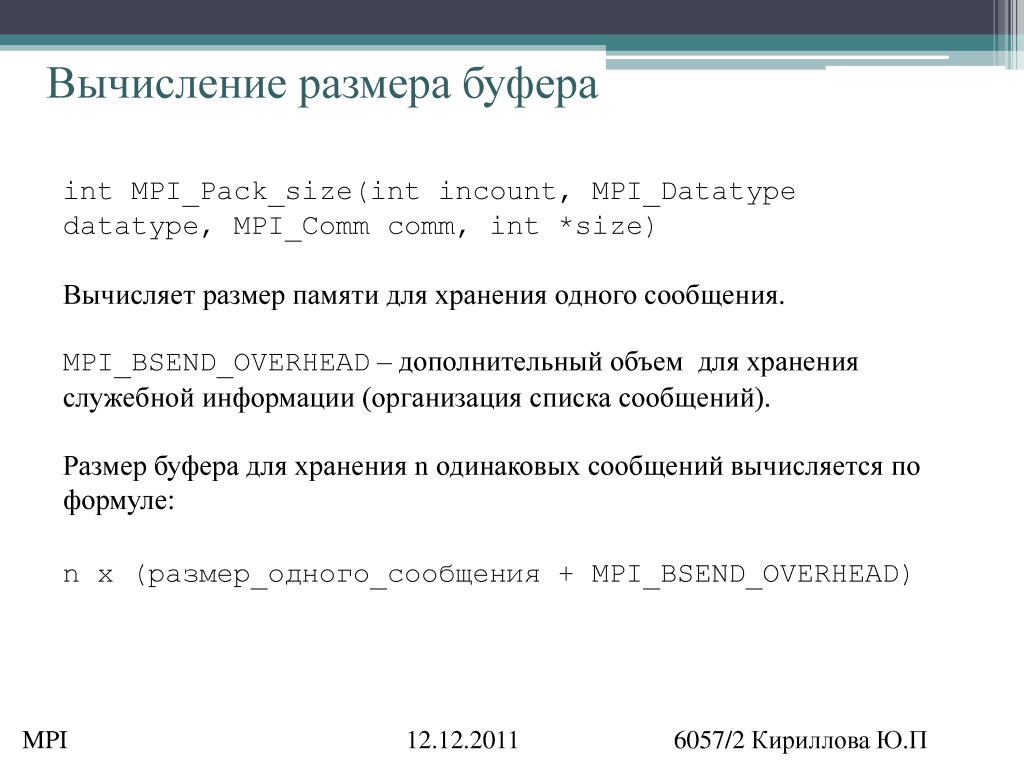 Вычисление размера буфера
int MPI_Pack_size(int incount, MPI_Datatype
datatype, MPI_Comm comm, int *size)
Вычисляет размер памяти для хранения одного сообщения.
MPI_BSEND_OVERHEAD – дополнительный объем для хранения
служебной информации (организация списка сообщений).
Размер буфера для хранения n одинаковых сообщений вычисляется по
формуле:
n x (размер_одного_сообщения + MPI_BSEND_OVERHEAD)
MPI 12.12.2011 6057/2 Кириллова Ю.П